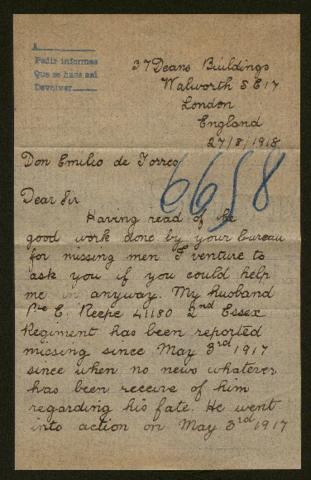 A
Pedir informes
Que se haga así
Devolver
37 Deans Buildings
Walworth S E 17
London
England
27/8/1918
Don Emilio de Torres
6658
Dear Sir
Having read of the
good work done by your bureau
for missing men I venture to
ask you if you could help
me in anyway. My husband
Pte C. Reepe 41180 2nd Essex
Regiment has been reported
missing since May 3rd 1917
since when no news whatever
has been receive of him
regarding his fate. He went
into action on May 3rd 1917